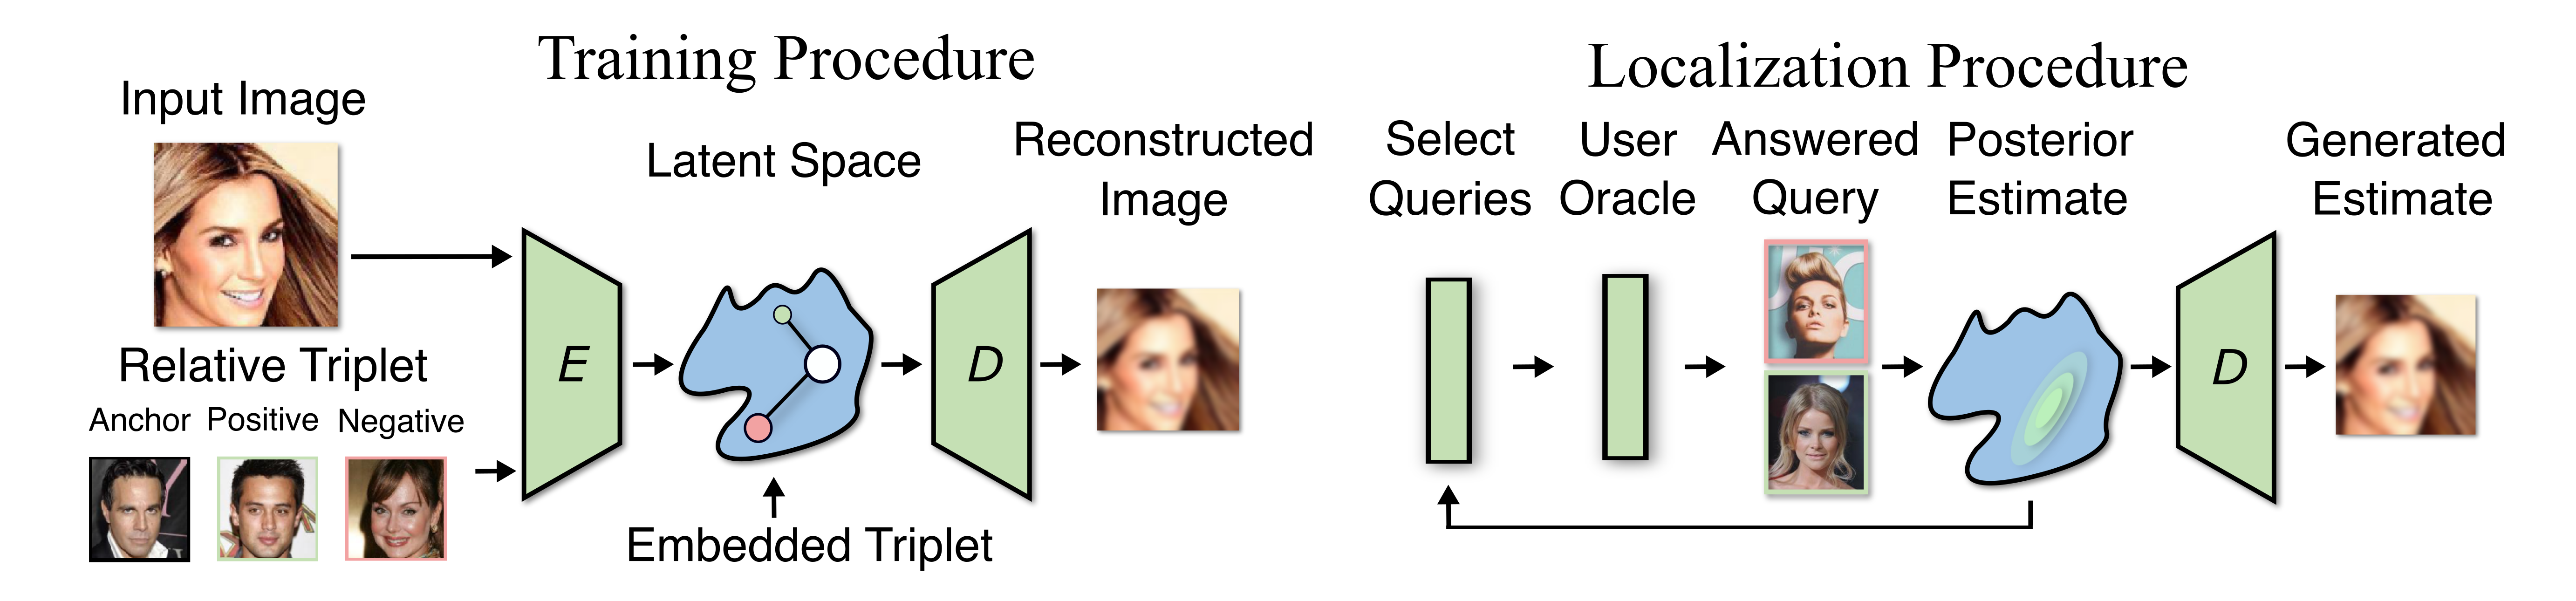 Training Procedure
Input Image
Latent Space
Reconstructed
Image
Relative Triplet
Anchor Positive Negative
E
D
Embedded Triplet
Localization Procedure
Select
Queries
User
Oracle
Answered
Query
Posterior
Estimate
Generated
Estimate
D